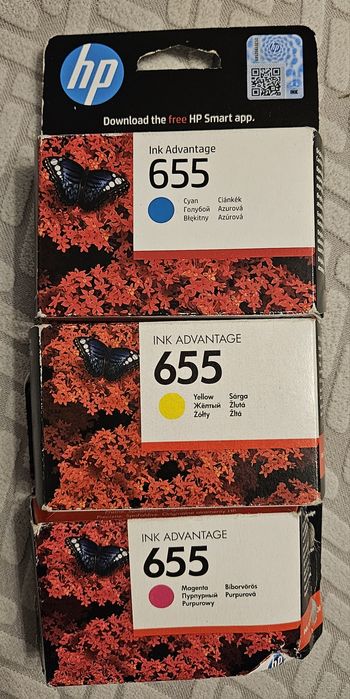 hp
Download the free HP Smart app.
Ink Advantage
655
Cyan Ciánkék
Голубой Azurová
Błękitny Azúrová
INK ADVANTAGE
655
Yellow Sárga
Жёлтый Žlutá
Żółty Žltá
INK ADVANTAGE
655
Magenta Bíborvörös
Пурпурный Purpurová
Purpurowy
hp